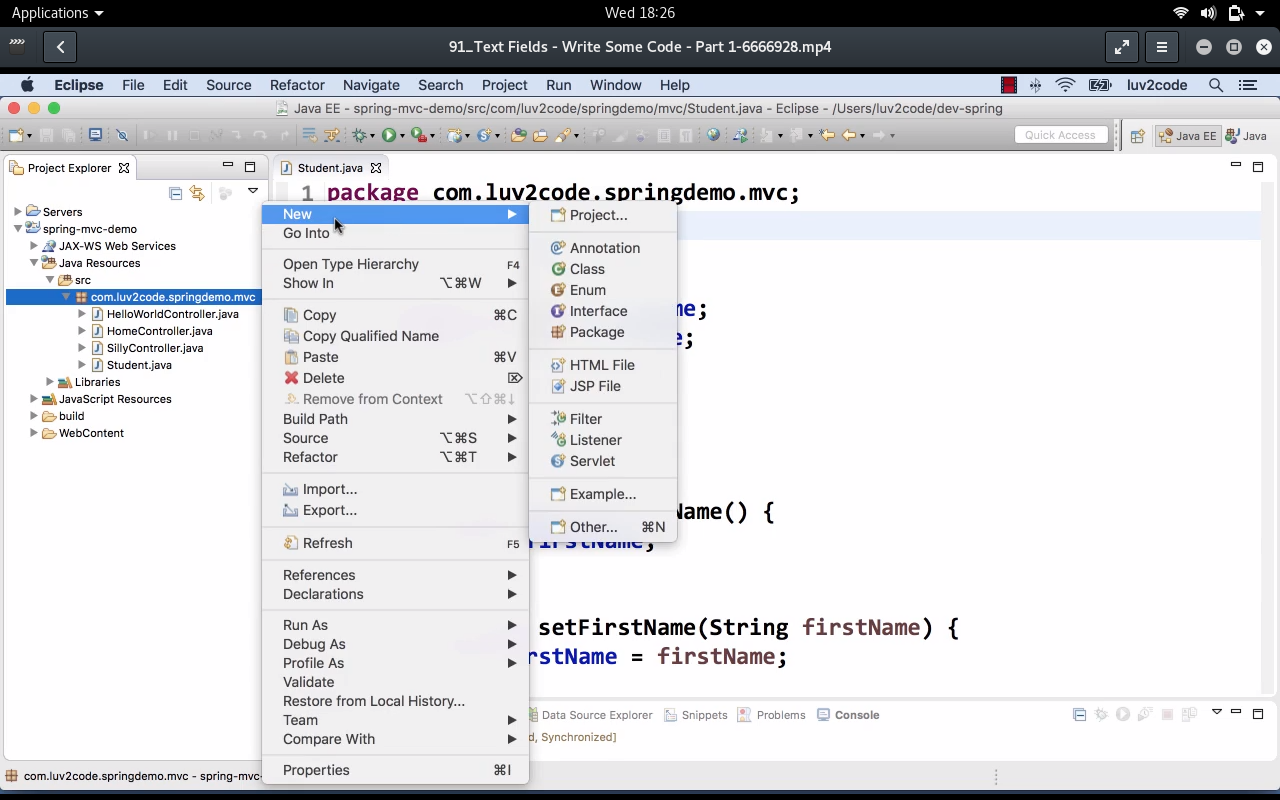 Applications
Wed 18:26
91_Text Fields - Write Some Code - Part 1-6666928.mp4
Eclipse File Edit Source Refactor Navigate Search Project Run Window Help luv2code
Java EE - spring-mvc-demo/src/com/luv2code/springdemo/mvc/Student.java - Eclipse - /Users/luv2code/dev-spring
Quick Access Java EE Java
Project Explorer
Servers
spring-mvc-demo
JAX-WS Web Services
Java Resources
src
com.luv2code.springdemo.mvc
HelloWorldController.java
HomeController.java
SillyController.java
Student.java
Libraries
JavaScript Resources
build
WebContent
Student.java
1 package com.luv2code.springdemo.mvc;
me;
e;
Name() {
firstName;
setFirstName(String firstName) {
rstName = firstName;
New
Go Into
Open Type Hierarchy F4
Show In ⌥⌘W
Copy ⌘C
Copy Qualified Name
Paste ⌘V
Delete ⌦
Remove from Context ⌥⇧⌘↓
Build Path
Source ⌥⌘S
Refactor ⌥⌘T
Import...
Export...
Refresh F5
References
Declarations
Run As
Debug As
Profile As
Validate
Restore from Local History...
Team
Compare With
Properties ⌘I
Project...
Annotation
Class
Enum
Interface
Package
HTML File
JSP File
Filter
Listener
Servlet
Example...
Other... ⌘N
Data Source Explorer Snippets Problems Console
d, Synchronized]
com.luv2code.springdemo.mvc - spring-mvc-